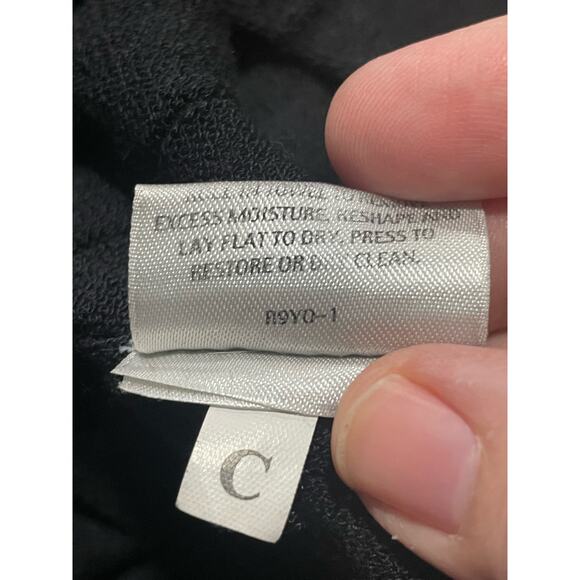 EXCESS MOISTURE, RESHAPE AND
LAY FLAT TO DRY. PRESS TO
RESTORE OR CLEAN.
R9YO-1
C